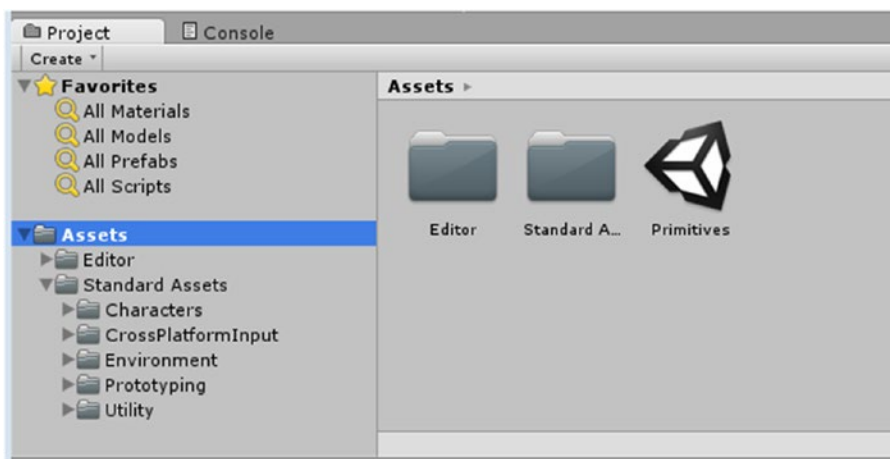 Project
Console
Create
Favorites
All Materials
All Models
All Prefabs
All Scripts
Assets
Editor
Standard Assets
Characters
CrossPlatformInput
Environment
Prototyping
Utility
Assets
Editor
Standard A...
Primitives